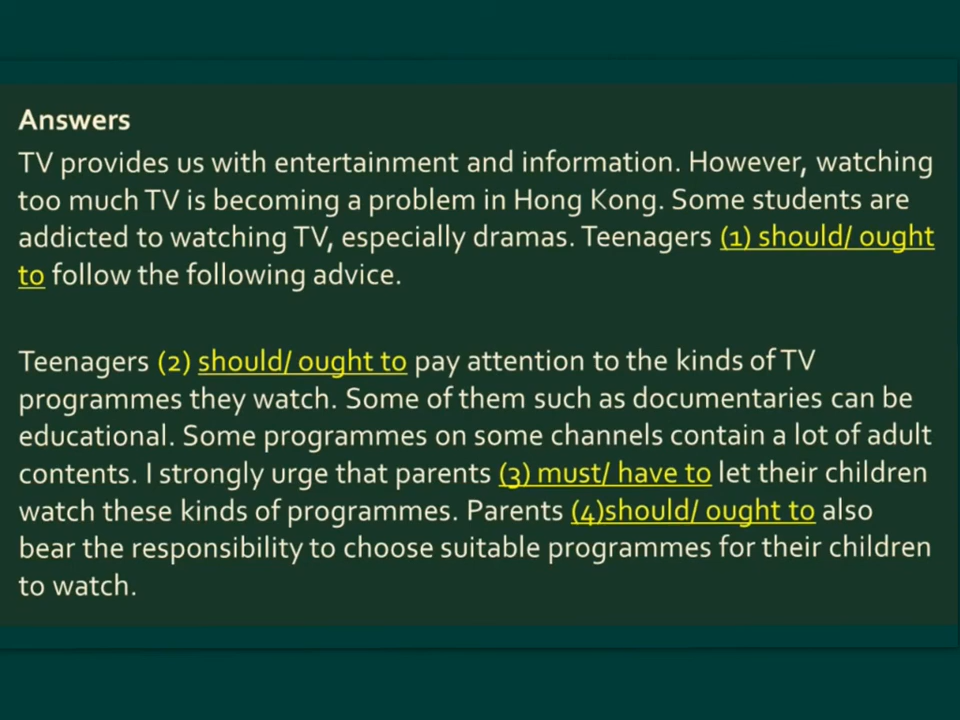 Answers
TV provides us with entertainment and information. However, watching
too much TV is becoming a problem in Hong Kong. Some students are
addicted to watching TV, especially dramas. Teenagers (1) should/ ought
to follow the following advice.
Teenagers (2) should/ ought to pay attention to the kinds of TV
programmes they watch. Some of them such as documentaries can be
educational. Some programmes on some channels contain a lot of adult
contents. I strongly urge that parents (3) must/ have to let their children
watch these kinds of programmes. Parents (4)should/ ought to also
bear the responsibility to choose suitable programmes for their children
to watch.